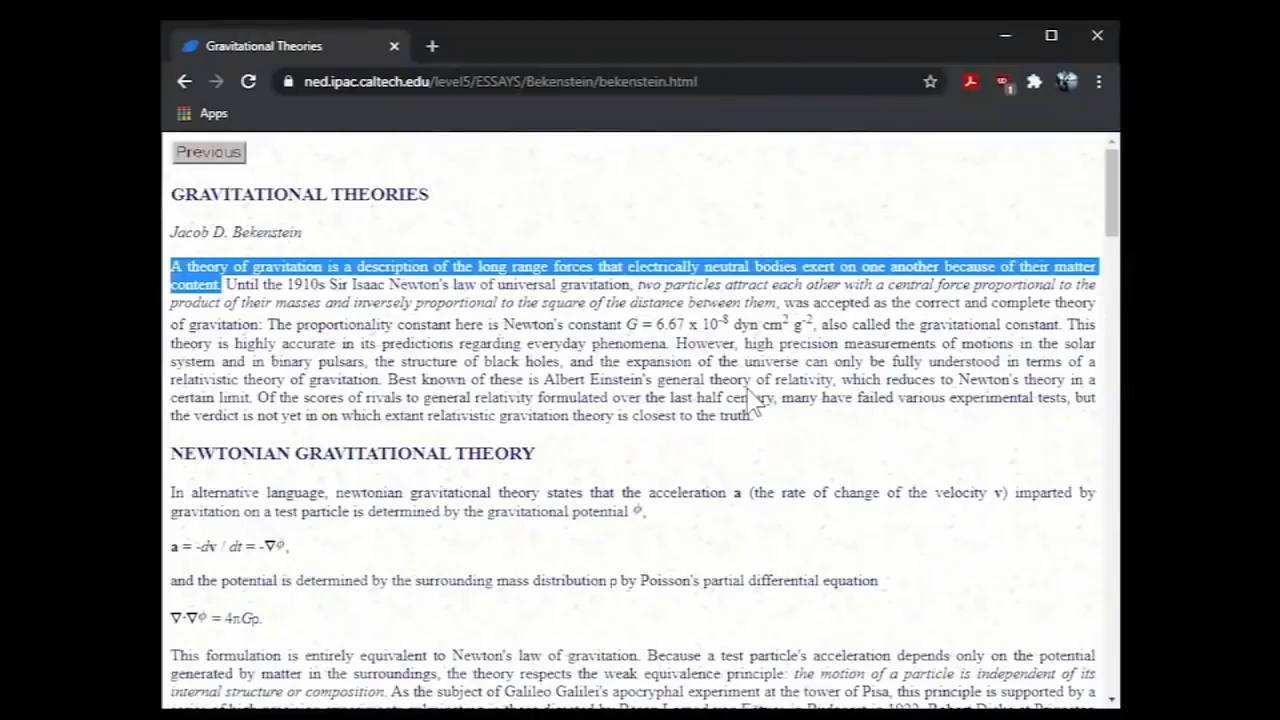 Gravitational Theories
ned.ipac.caltech.edu/level5/ESSAYS/Bekenstein/bekenstein.html
1
Apps
Previous
GRAVITATIONAL THEORIES
Jacob D. Bekenstein
A theory of gravitation is a description of the long range forces that electrically neutral bodies exert on one another because of their matter
content. Until the 1910s Sir Isaac Newton's law of universal gravitation, two particles attract each other with a central force proportional to the
product of their masses and inversely proportional to the square of the distance between them, was accepted as the correct and complete theory
of gravitation: The proportionality constant here is Newton's constant G = 6.67 x 10⁻⁸ dyn cm² g⁻², also called the gravitational constant. This
theory is highly accurate in its predictions regarding everyday phenomena. However, high precision measurements of motions in the solar
system and in binary pulsars, the structure of black holes, and the expansion of the universe can only be fully understood in terms of a
relativistic theory of gravitation. Best known of these is Albert Einstein's general theory of relativity, which reduces to Newton's theory in a
certain limit. Of the scores of rivals to general relativity formulated over the last half century, many have failed various experimental tests, but
the verdict is not yet in on which extant relativistic gravitation theory is closest to the truth.
NEWTONIAN GRAVITATIONAL THEORY
In alternative language, newtonian gravitational theory states that the acceleration a (the rate of change of the velocity v) imparted by
gravitation on a test particle is determined by the gravitational potential ϕ,
a = -dv / dt = -∇ϕ,
and the potential is determined by the surrounding mass distribution ρ by Poisson's partial differential equation
∇·∇ϕ = 4πGρ.
This formulation is entirely equivalent to Newton's law of gravitation. Because a test particle's acceleration depends only on the potential
generated by matter in the surroundings, the theory respects the weak equivalence principle: the motion of a particle is independent of its
internal structure or composition. As the subject of Galileo Galilei's apocryphal experiment at the tower of Pisa, this principle is supported by a